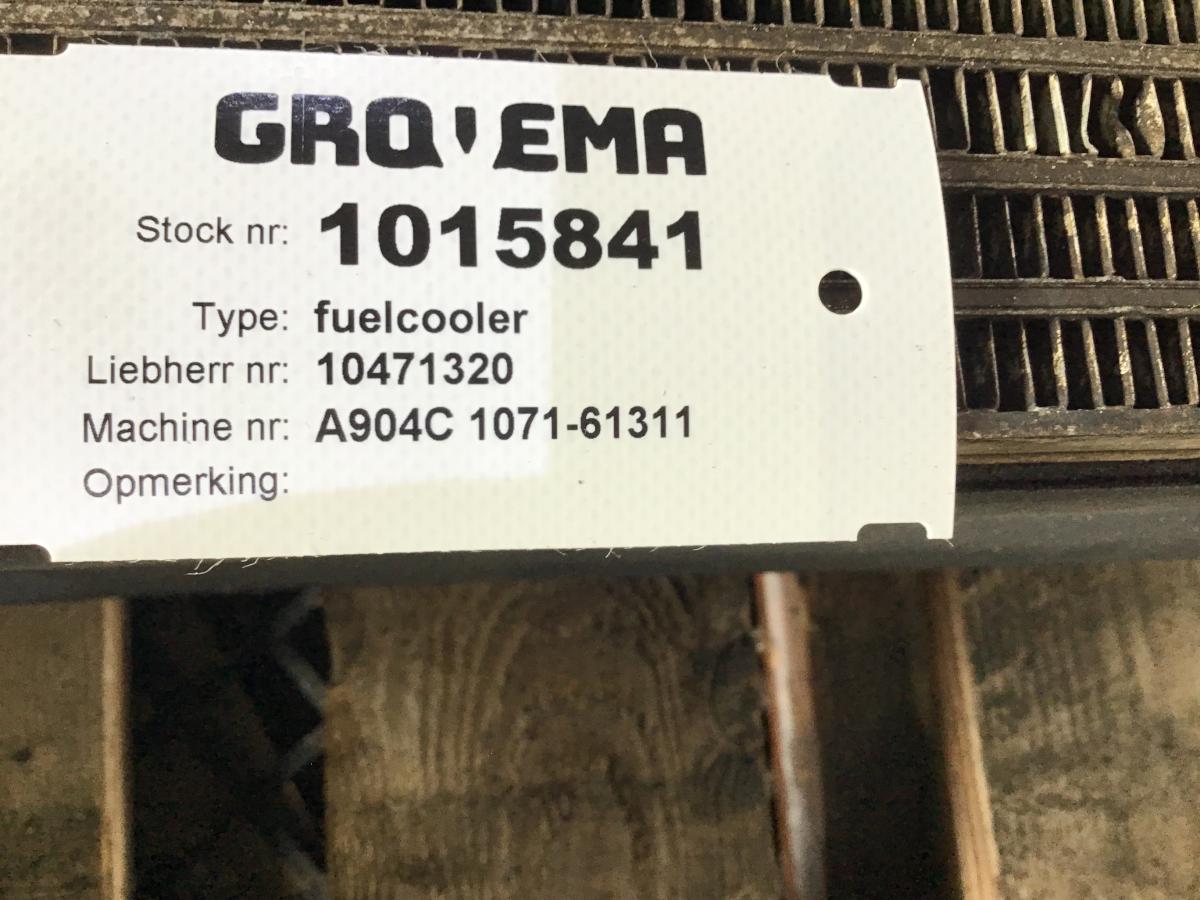 GRO'EMA
Stock nr: 1015841
Type: fuelcooler
Liebherr nr: 10471320
Machine nr: A904C 1071-61311
Opmerking: